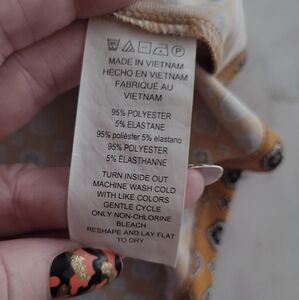 MADE IN VIETNAM
HECHO EN VIETNAM
FABRIQUÉ AU
VIETNAM
95% POLYESTER
5% ELASTANE
95% poliéster 5% elastano
95% POLYESTER
5% ÉLASTHANNE
TURN INSIDE OUT
MACHINE WASH COLD
WITH LIKE COLORS
GENTLE CYCLE
ONLY NON-CHLORINE
BLEACH
RESHAPE AND LAY FLAT
TO DRY